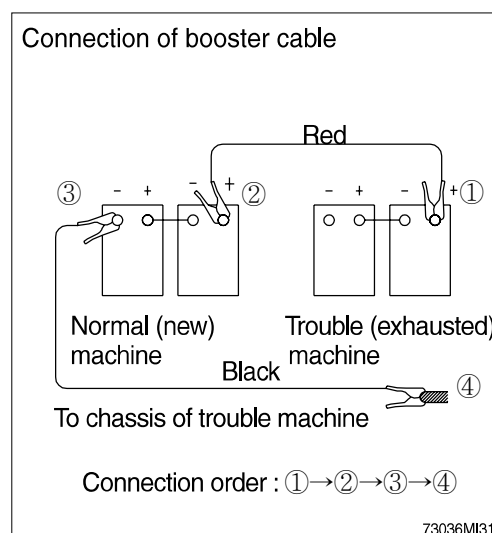 Connection of booster cable
Red
③ - + - + ② - + - + ①
Normal (new) machine
Trouble (exhausted) machine
Black
④
To chassis of trouble machine
Connection order : ①→②→③→④
73036MI31